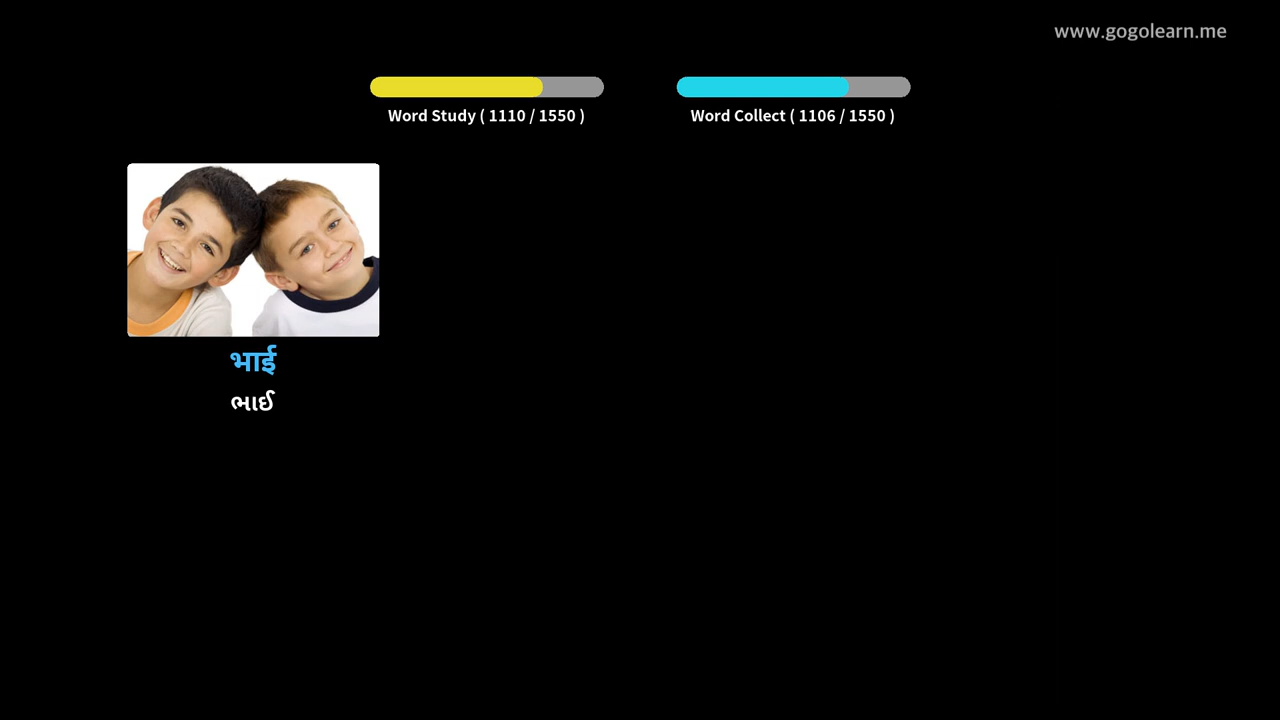 www.gogolearn.me
Word Study ( 1110 / 1550 )
Word Collect ( 1106 / 1550 )
भाई
ભાઈ